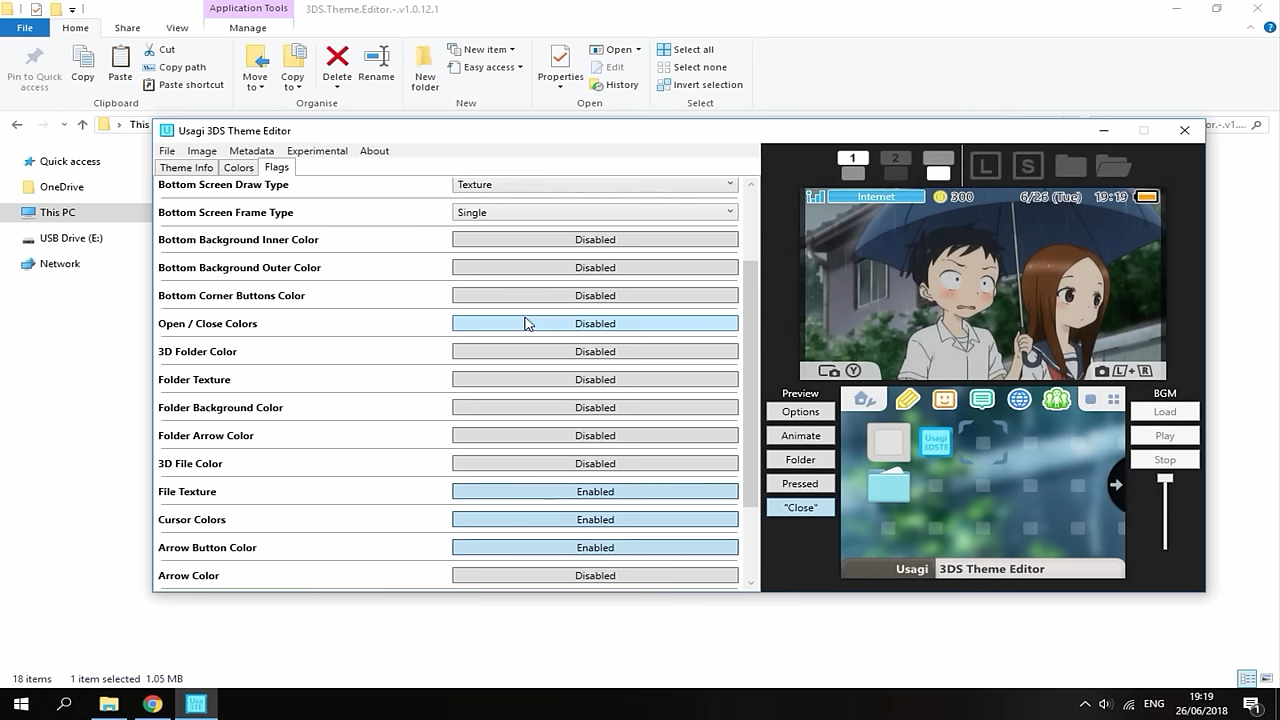 Application Tools
3DS.Theme.Editor.-.v1.0.12.1
File
Home
Share
View
Manage
Pin to Quick access
Copy
Paste
Cut
Copy path
Paste shortcut
Move to
Copy to
Delete
Rename
New folder
New item
Easy access
Properties
Open
Edit
History
Select all
Select none
Invert selection
Clipboard
Organise
New
Open
Select
This
or.-.v1....
Quick access
OneDrive
This PC
USB Drive (E:)
Network
Usagi 3DS Theme Editor
File Image Metadata Experimental About
Theme Info Colors Flags
Bottom Screen Draw Type Texture
Bottom Screen Frame Type Single
Bottom Background Inner Color Disabled
Bottom Background Outer Color Disabled
Bottom Corner Buttons Color Disabled
Open / Close Colors Disabled
3D Folder Color Disabled
Folder Texture Disabled
Folder Background Color Disabled
Folder Arrow Color Disabled
3D File Color Disabled
File Texture Enabled
Cursor Colors Enabled
Arrow Button Color Enabled
Arrow Color Disabled
1 2 L S
Internet 300 6/26 (Tue) 19:19
Y L+R
Preview
Options
Animate
Folder
Pressed
"Close"
Usagi
3DSTE
Usagi 3DS Theme Editor
BGM
Load
Play
Stop
18 items 1 item selected 1.05 MB
ENG
19:19
26/06/2018
1